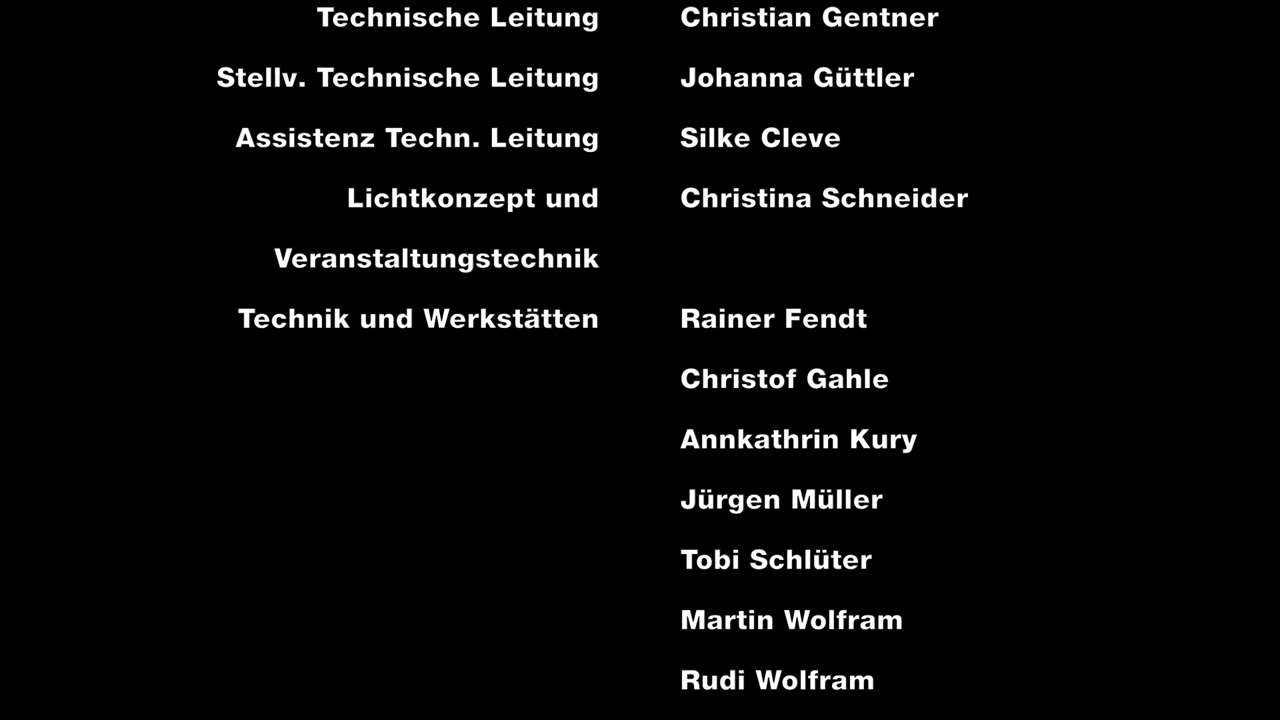 Technische Leitung Christian Gentner
Stellv. Technische Leitung Johanna Güttler
Assistenz Techn. Leitung Silke Cleve
Lichtkonzept und Christina Schneider
Veranstaltungstechnik
Technik und Werkstätten Rainer Fendt
Christof Gahle
Annkathrin Kury
Jürgen Müller
Tobi Schlüter
Martin Wolfram
Rudi Wolfram